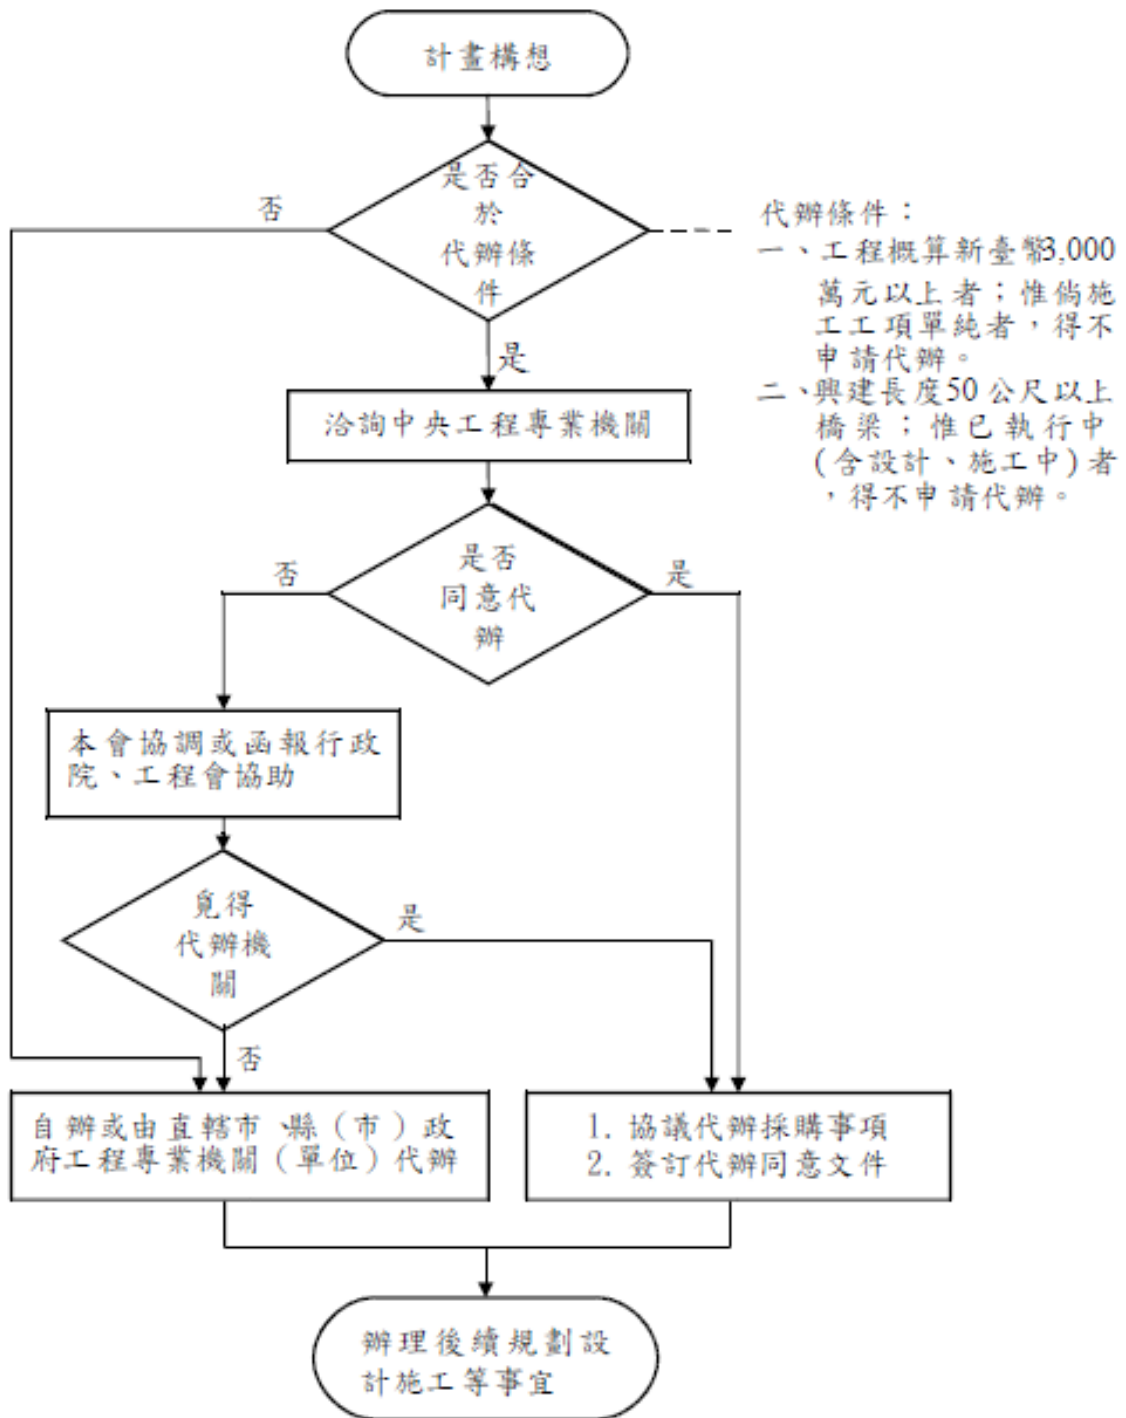 計畫構想
是否合
於
代辦條
件
否
代辦條件：
一、工程概算新臺幣3,000
萬元以上者；惟倘施
工工項單純者，得不
申請代辦。
二、興建長度50 公尺以上
橋梁；惟已執行中
(含設計、施工中)者
，得不申請代辦。
是
洽詢中央工程專業機關
是否
同意代
辦
否
是
本會協調或函報行政
院、工程會協助
覓得
代辦機
關
是
否
自辦或由直轄市、縣（市）政
府工程專業機關（單位）代辦
1. 協議代辦採購事項
2. 簽訂代辦同意文件
辦理後續規劃設
計施工等事宜